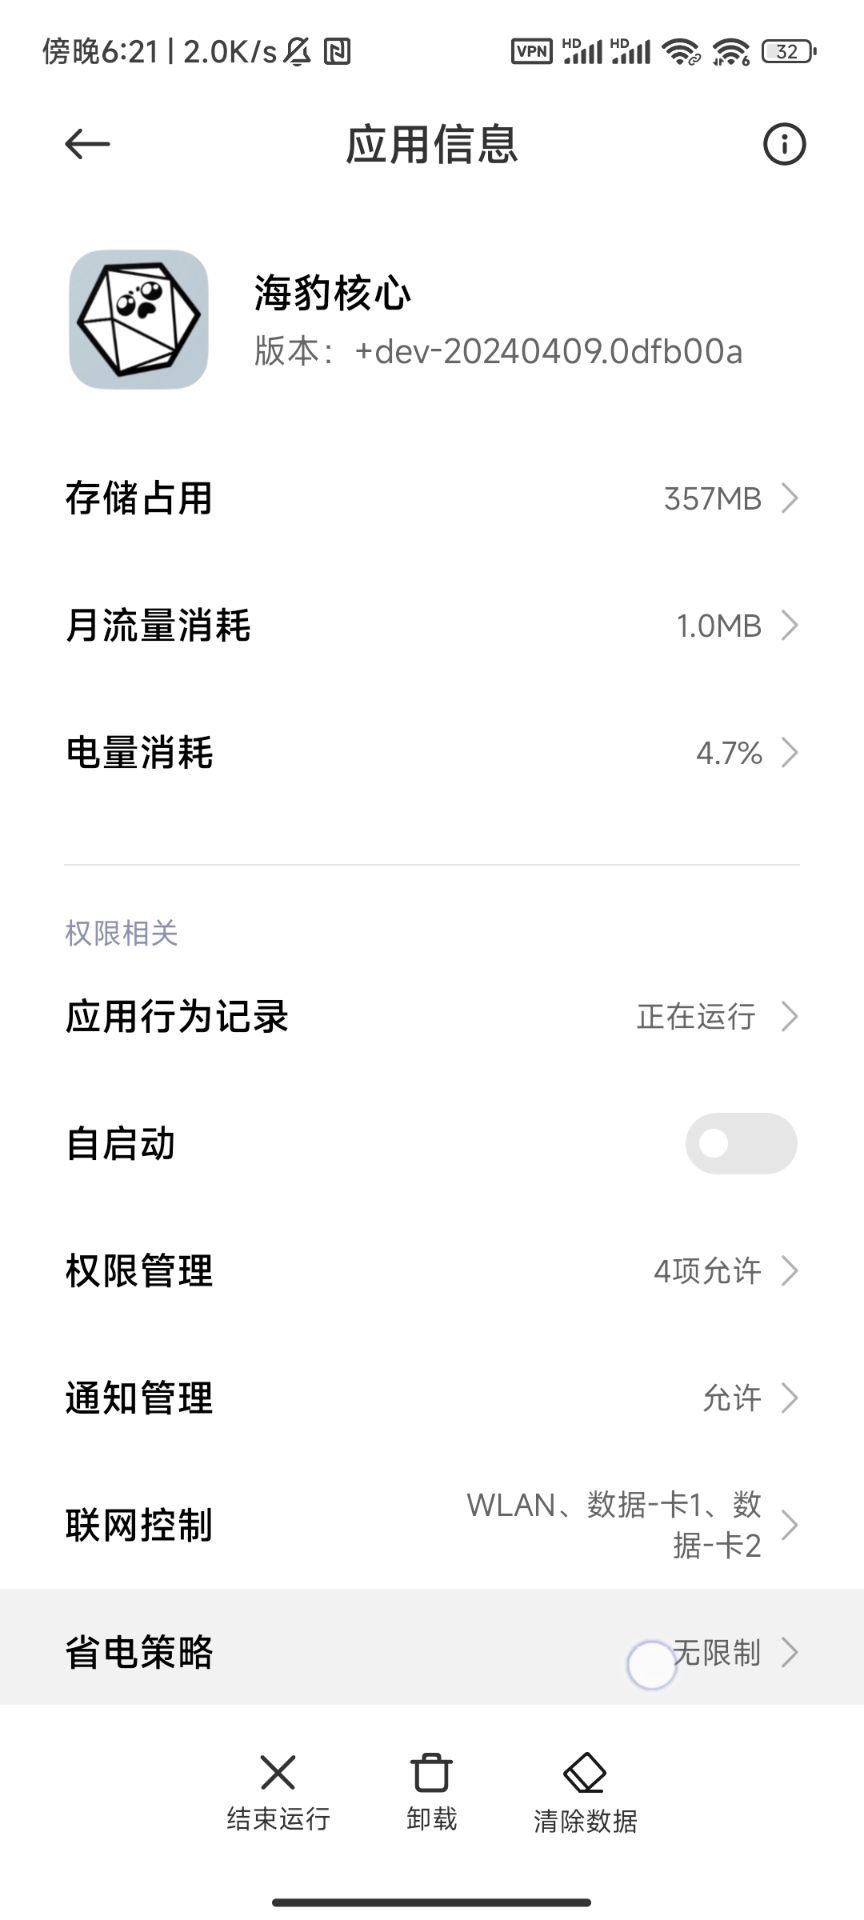 傍晚6:21 | 2.0K/s VPN HD HD 6 32
应用信息
海豹核心
版本：+dev-20240409.0dfb00a
存储占用 357MB
月流量消耗 1.0MB
电量消耗 4.7%
权限相关
应用行为记录 正在运行
自启动
权限管理 4项允许
通知管理 允许
联网控制 WLAN、数据-卡1、数
据-卡2
省电策略 无限制
结束运行 卸载 清除数据